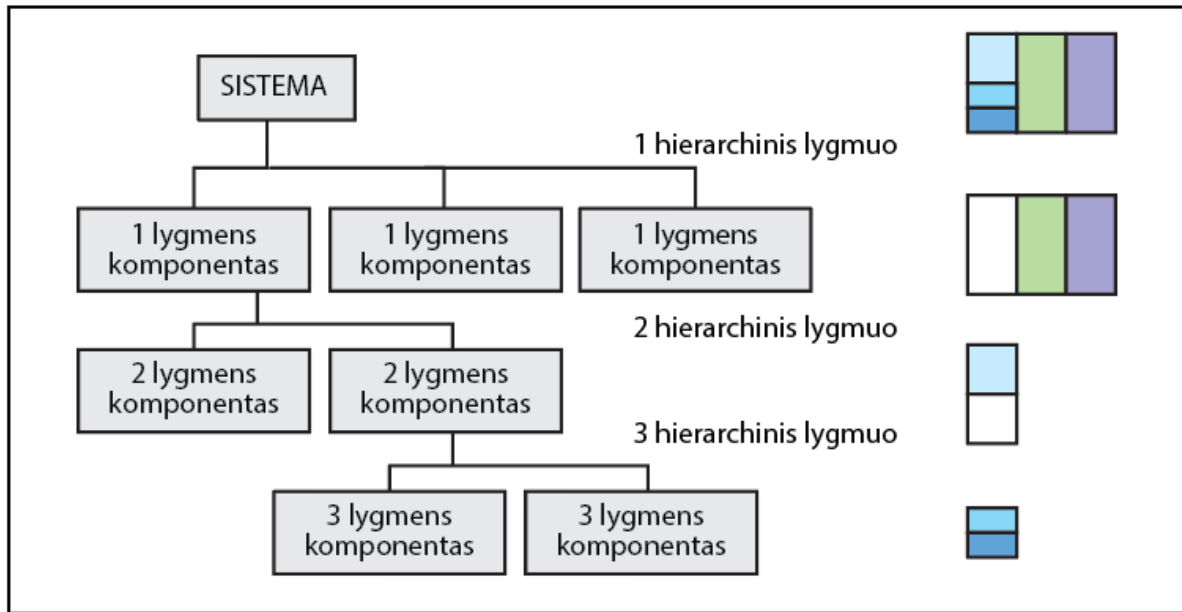 SISTEMA
1 hierarchinis lygmuo
1 lygmens
komponentas
1 lygmens
komponentas
1 lygmens
komponentas
2 hierarchinis lygmuo
2 lygmens
komponentas
2 lygmens
komponentas
3 hierarchinis lygmuo
3 lygmens
komponentas
3 lygmens
komponentas